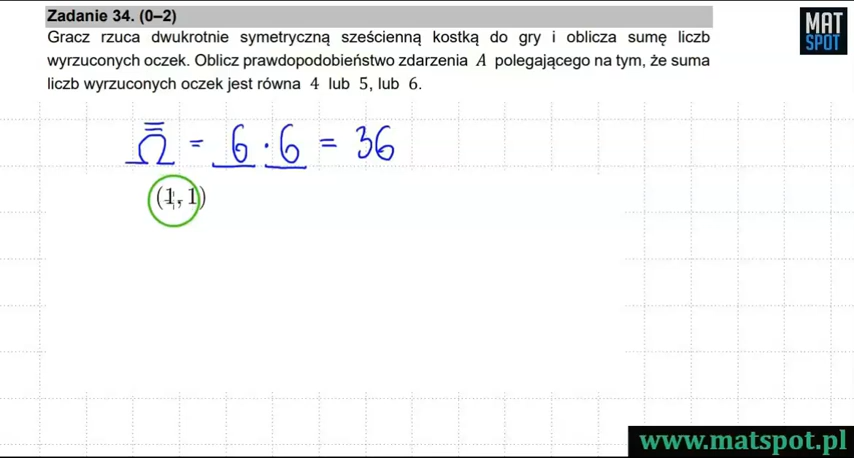 Zadanie 34. (0–2)
MAT
SPOT
Gracz rzuca dwukrotnie symetryczną sześcienną kostką do gry i oblicza sumę liczb
wyrzuconych oczek. Oblicz prawdopodobieństwo zdarzenia A polegającego na tym, że suma
liczb wyrzuconych oczek jest równa 4 lub 5, lub 6.
Ω̿ = 6 · 6 = 36
(1, 1)
www.matspot.pl